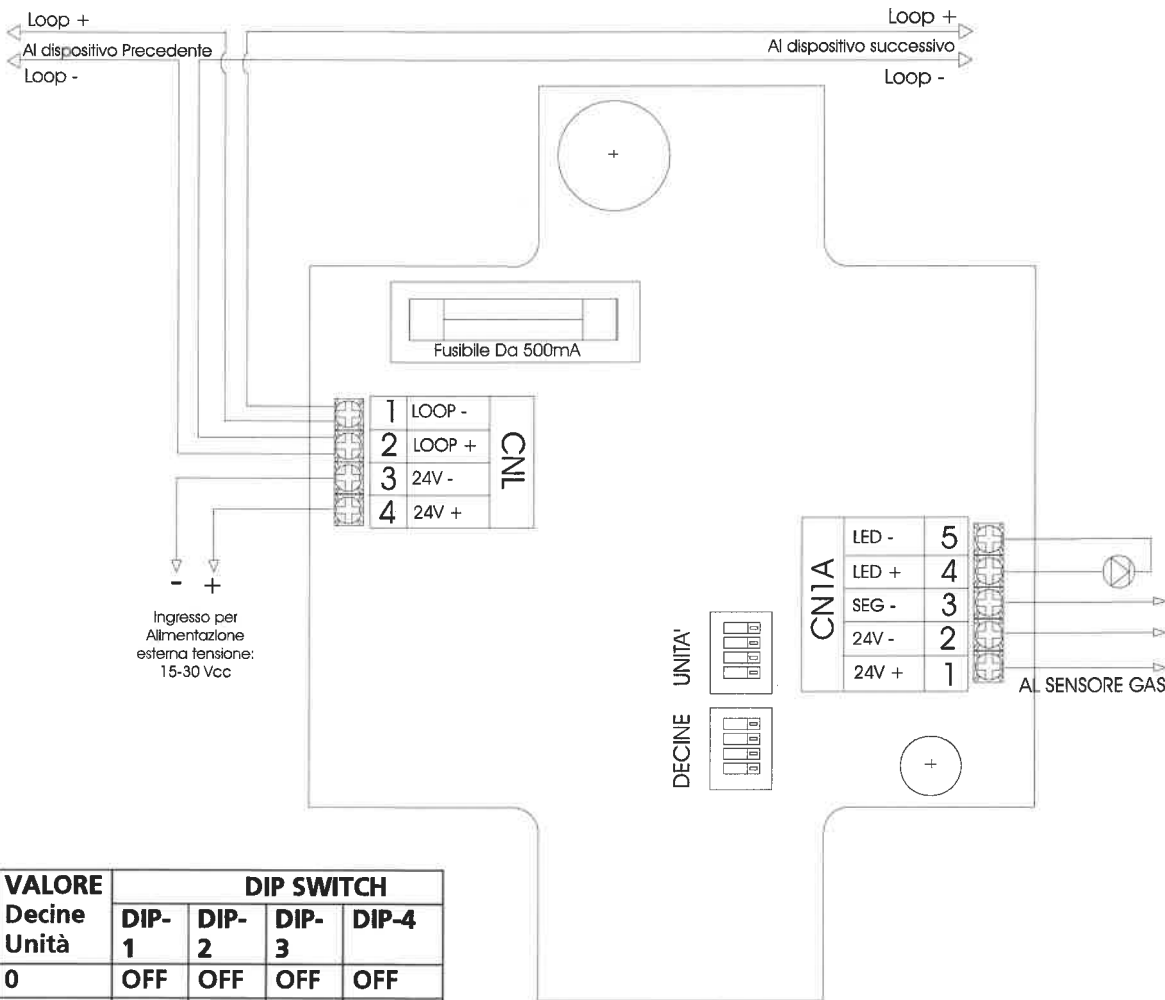 Loop +
Loop +
Al dispositivo Precedente
Al dispositivo successivo
Loop -
Loop -
Fusibile Da 500mA
1 LOOP -
2 LOOP +
3 24V -
4 24V +
CNL
- +
Ingresso per
Alimentazione
esterna tensione:
15-30 Vcc
CN1A
LED - 5
LED + 4
SEG - 3
24V - 2
24V + 1
AL SENSORE GAS
UNITA'
DECINE
VALORE
Decine
Unità
DIP SWITCH
DIP-
1
DIP-
2
DIP-
3
DIP-4
0 OFF OFF OFF OFF